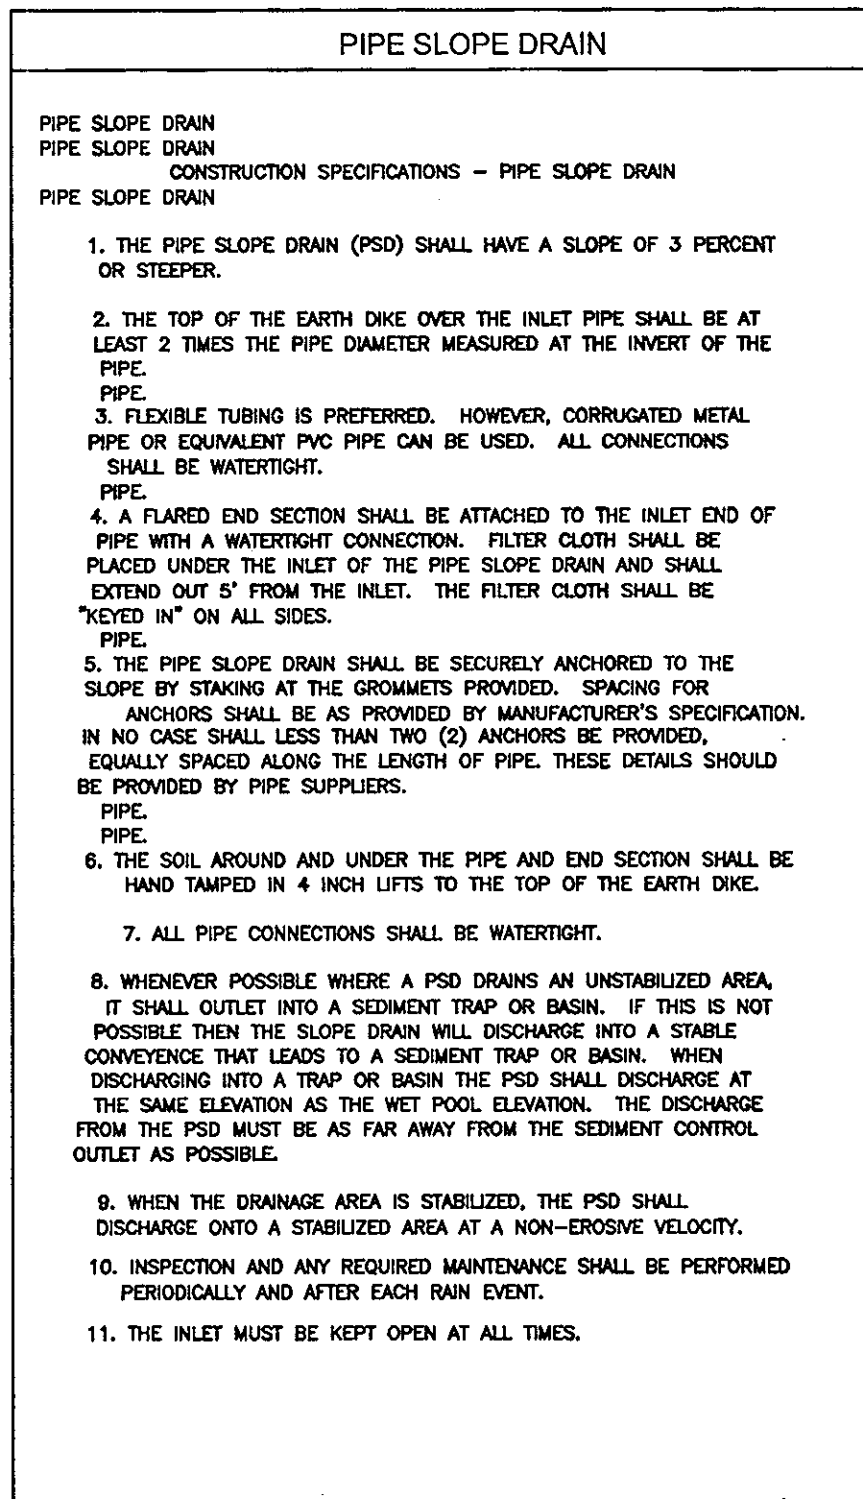 PIPE SLOPE DRAIN
PIPE SLOPE DRAIN
PIPE SLOPE DRAIN
CONSTRUCTION SPECIFICATIONS – PIPE SLOPE DRAIN
PIPE SLOPE DRAIN
1. THE PIPE SLOPE DRAIN (PSD) SHALL HAVE A SLOPE OF 3 PERCENT
OR STEEPER.
2. THE TOP OF THE EARTH DIKE OVER THE INLET PIPE SHALL BE AT
LEAST 2 TIMES THE PIPE DIAMETER MEASURED AT THE INVERT OF THE
PIPE.
PIPE.
3. FLEXIBLE TUBING IS PREFERRED. HOWEVER, CORRUGATED METAL
PIPE OR EQUIVALENT PVC PIPE CAN BE USED. ALL CONNECTIONS
SHALL BE WATERTIGHT.
PIPE.
4. A FLARED END SECTION SHALL BE ATTACHED TO THE INLET END OF
PIPE WITH A WATERTIGHT CONNECTION. FILTER CLOTH SHALL BE
PLACED UNDER THE INLET OF THE PIPE SLOPE DRAIN AND SHALL
EXTEND OUT 5' FROM THE INLET. THE FILTER CLOTH SHALL BE
"KEYED IN" ON ALL SIDES.
PIPE.
5. THE PIPE SLOPE DRAIN SHALL BE SECURELY ANCHORED TO THE
SLOPE BY STAKING AT THE GROMMETS PROVIDED. SPACING FOR
ANCHORS SHALL BE AS PROVIDED BY MANUFACTURER'S SPECIFICATION.
IN NO CASE SHALL LESS THAN TWO (2) ANCHORS BE PROVIDED,
EQUALLY SPACED ALONG THE LENGTH OF PIPE. THESE DETAILS SHOULD
BE PROVIDED BY PIPE SUPPLIERS.
PIPE.
PIPE.
6. THE SOIL AROUND AND UNDER THE PIPE AND END SECTION SHALL BE
HAND TAMPED IN 4 INCH LIFTS TO THE TOP OF THE EARTH DIKE.
7. ALL PIPE CONNECTIONS SHALL BE WATERTIGHT.
8. WHENEVER POSSIBLE WHERE A PSD DRAINS AN UNSTABILIZED AREA,
IT SHALL OUTLET INTO A SEDIMENT TRAP OR BASIN. IF THIS IS NOT
POSSIBLE THEN THE SLOPE DRAIN WILL DISCHARGE INTO A STABLE
CONVEYENCE THAT LEADS TO A SEDIMENT TRAP OR BASIN. WHEN
DISCHARGING INTO A TRAP OR BASIN THE PSD SHALL DISCHARGE AT
THE SAME ELEVATION AS THE WET POOL ELEVATION. THE DISCHARGE
FROM THE PSD MUST BE AS FAR AWAY FROM THE SEDIMENT CONTROL
OUTLET AS POSSIBLE.
9. WHEN THE DRAINAGE AREA IS STABILIZED, THE PSD SHALL
DISCHARGE ONTO A STABILIZED AREA AT A NON–EROSIVE VELOCITY.
10. INSPECTION AND ANY REQUIRED MAINTENANCE SHALL BE PERFORMED
PERIODICALLY AND AFTER EACH RAIN EVENT.
11. THE INLET MUST BE KEPT OPEN AT ALL TIMES.